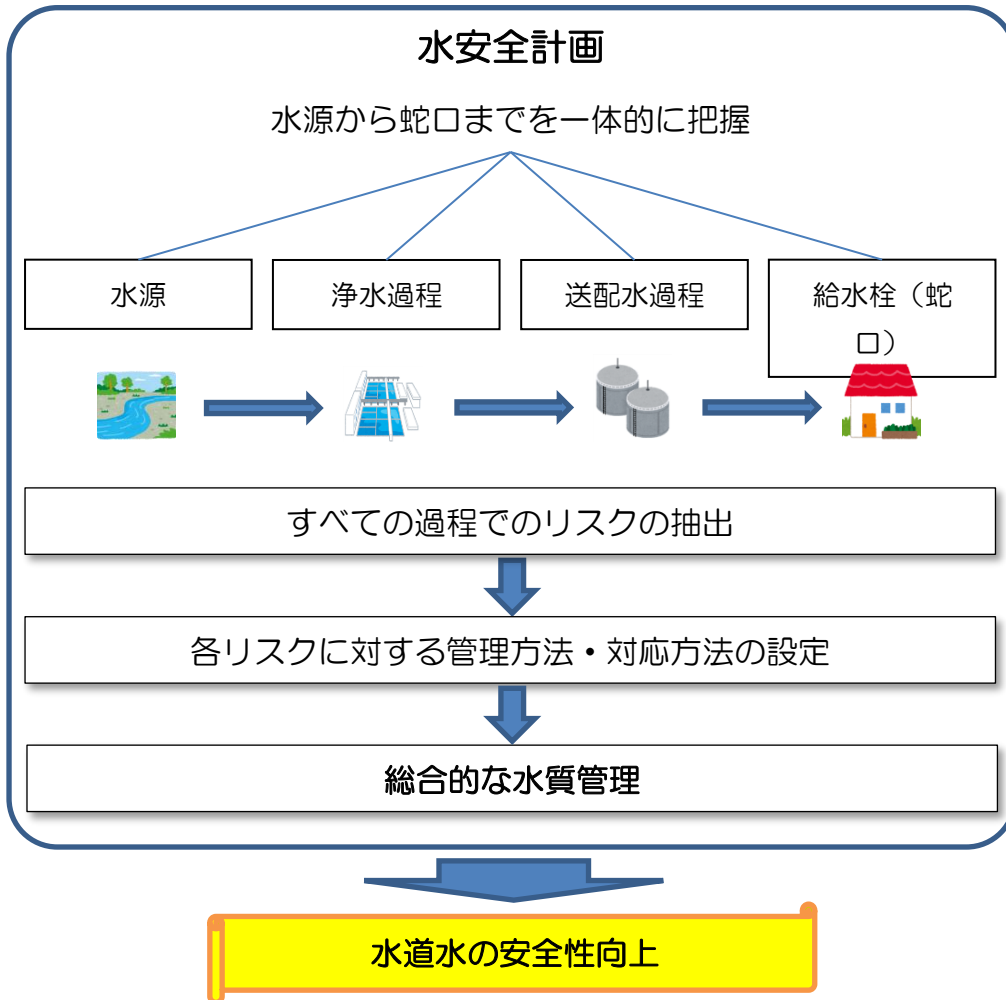 水安全計画
水源から蛇口までを一体的に把握
水源
浄水過程
送配水過程
給水栓（蛇
口）
すべての過程でのリスクの抽出
各リスクに対する管理方法・対応方法の設定
総合的な水質管理
水道水の安全性向上